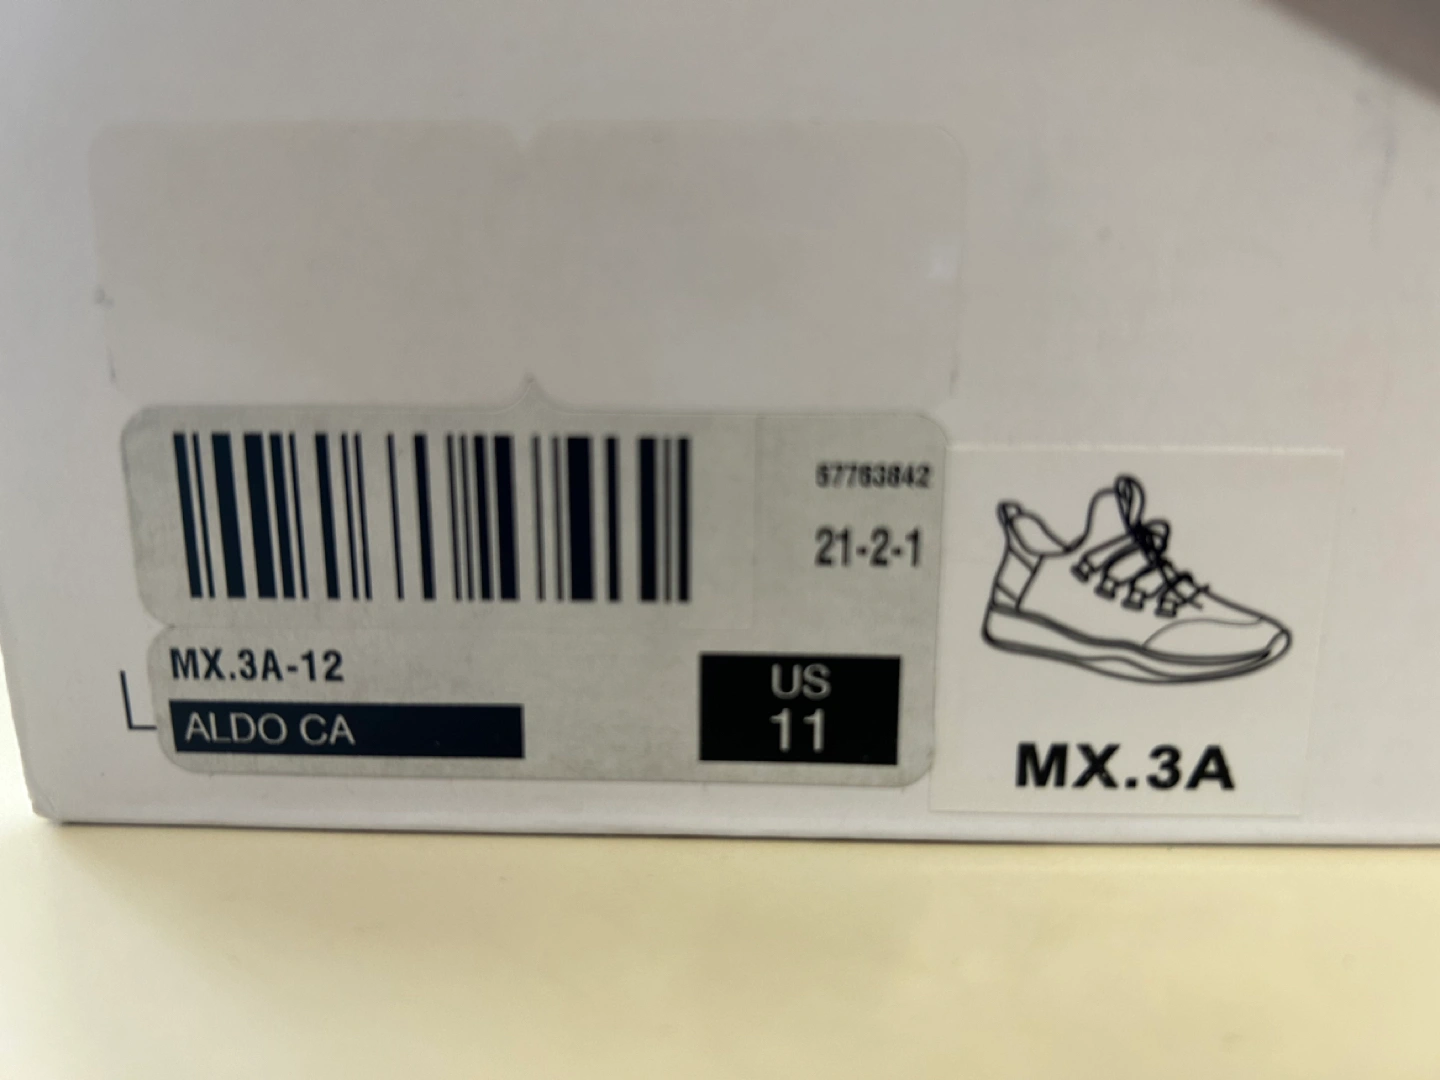 57763842
21-2-1
MX.3A-12
ALDO CA
US
11
MX.3A